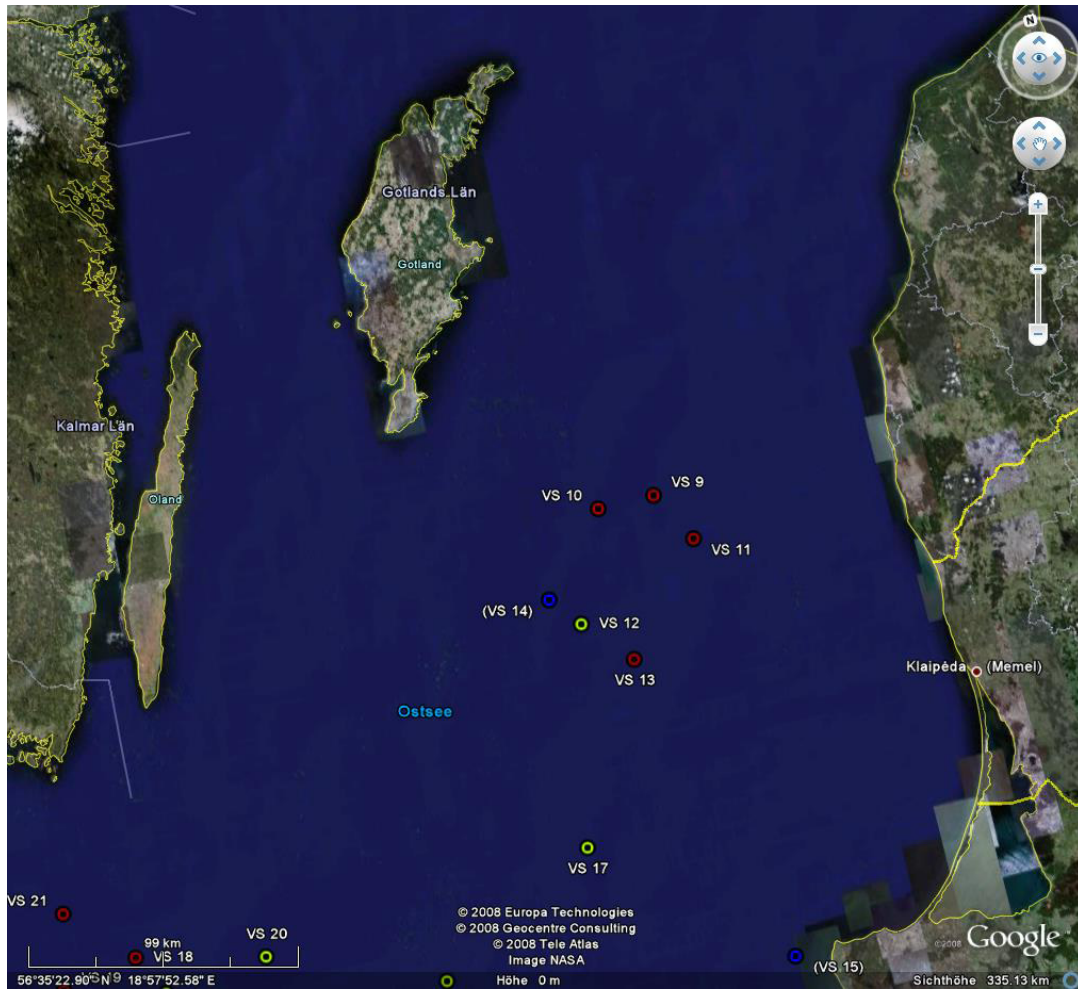 N
Gotlands Län
Gotland
Kalmar Län
Öland
VS 10
VS 9
VS 11
(VS 14)
VS 12
VS 13
Klaipėda
(Memel)
Ostsee
VS 17
VS 21
© 2008 Europa Technologies
© 2008 Geocentre Consulting
© 2008 Tele Atlas
Image NASA
99 km
VS 18
VS 20
©2008 Google
(VS 15)
VS 19
56°35'22.90" N 18°57'52.58" E
Höhe 0 m
Sichthöhe 335.13 km